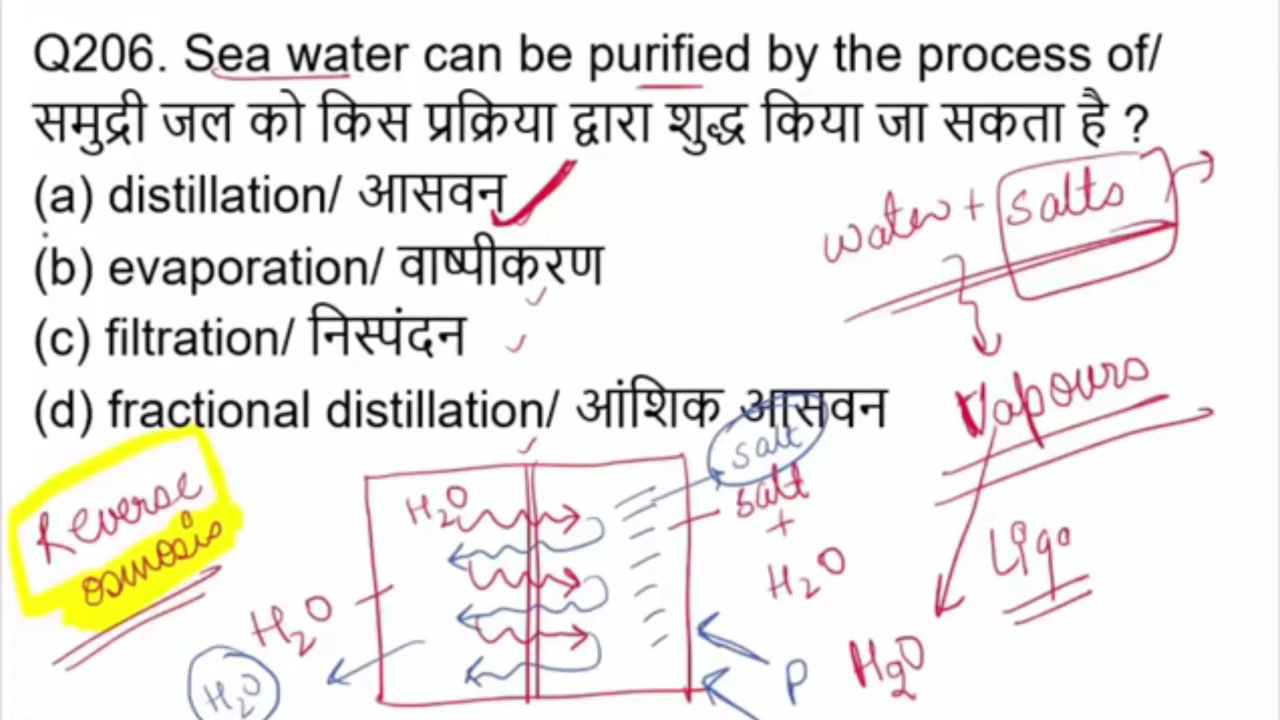 Q206. Sea water can be purified by the process of/
समुद्री जल को किस प्रक्रिया द्वारा शुद्ध किया जा सकता है ?
(a) distillation/ आसवन
(b) evaporation/ वाष्पीकरण
(c) filtration/ निस्पंदन
(d) fractional distillation/ आंशिक आसवन
water + salts
Vapours
Liqo
H2O
Reverse
osmosis
H2O
salt
salt
+
H2O
H2O
H2O
P